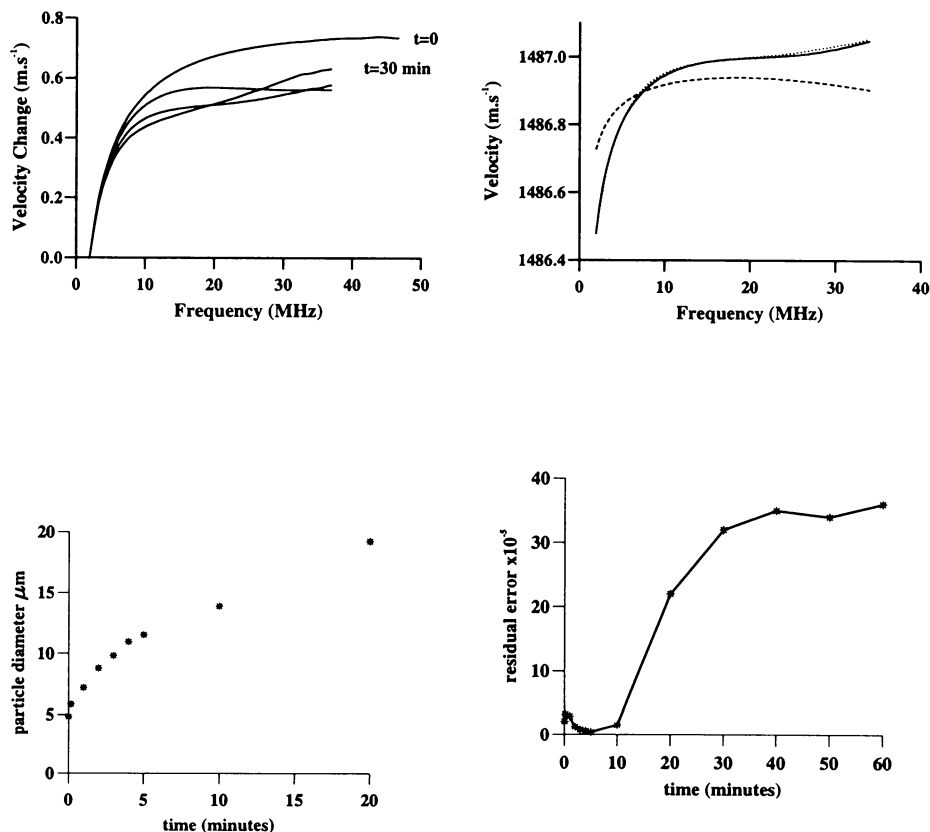 Velocity Change (m.s⁻¹)
0.8
0.6
0.4
0.2
0.0
t=0
t=30 min
0 10 20 30 40 50
Frequency (MHz)
Velocity (m.s⁻¹)
1487.0
1486.8
1486.6
1486.4
0 10 20 30 40
Frequency (MHz)
particle diameter μm
20
15
10
5
0
0 5 10 15 20
time (minutes)
residual error x10⁻⁵
40
30
20
10
0
0 10 20 30 40 50 60
time (minutes)